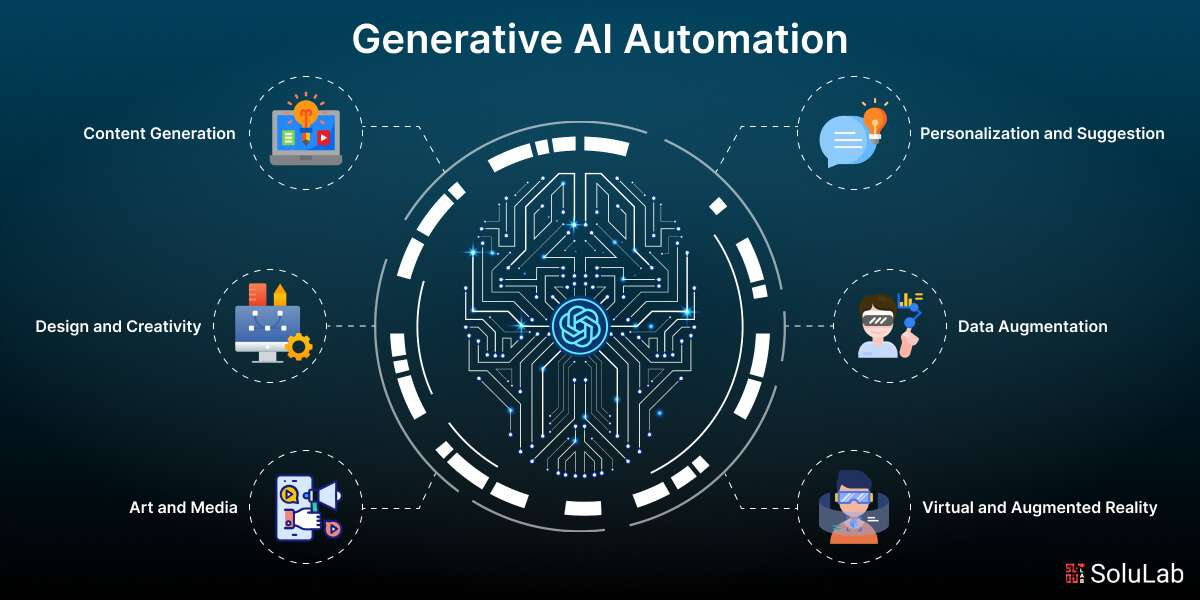 Generative AI Automation
Content Generation
Personalization and Suggestion
Design and Creativity
Data Augmentation
Art and Media
Virtual and Augmented Reality
SoluLab